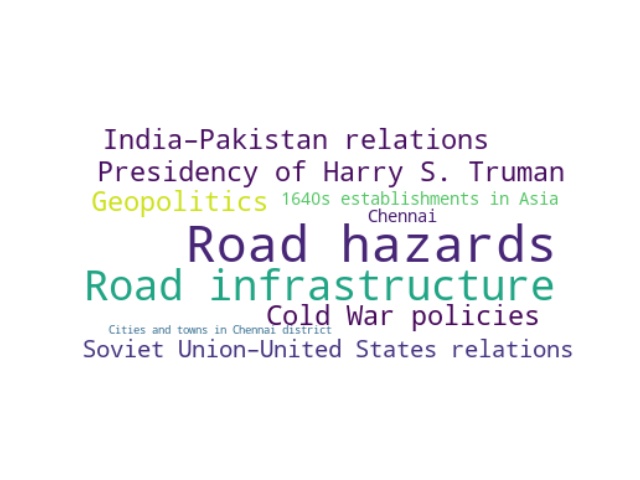 India–Pakistan relations
Presidency of Harry S. Truman
Geopolitics
1640s establishments in Asia
Chennai
Road hazards
Road infrastructure
Cold War policies
Cities and towns in Chennai district
Soviet Union–United States relations